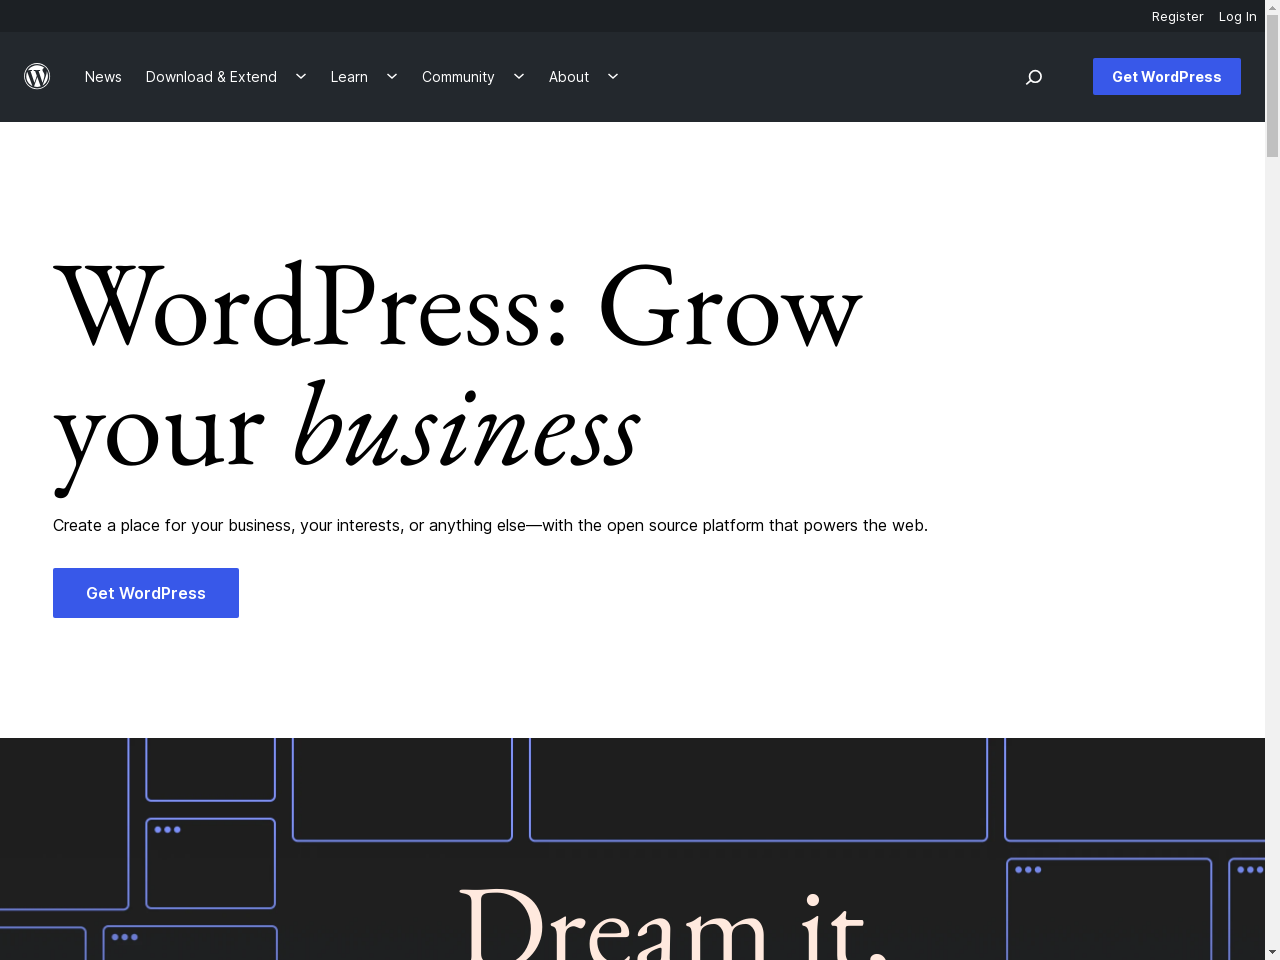 Register Log In
News Download & Extend Learn Community About Get WordPress
WordPress: Grow
your business
Create a place for your business, your interests, or anything else—with the open source platform that powers the web.
Get WordPress
Dream it,